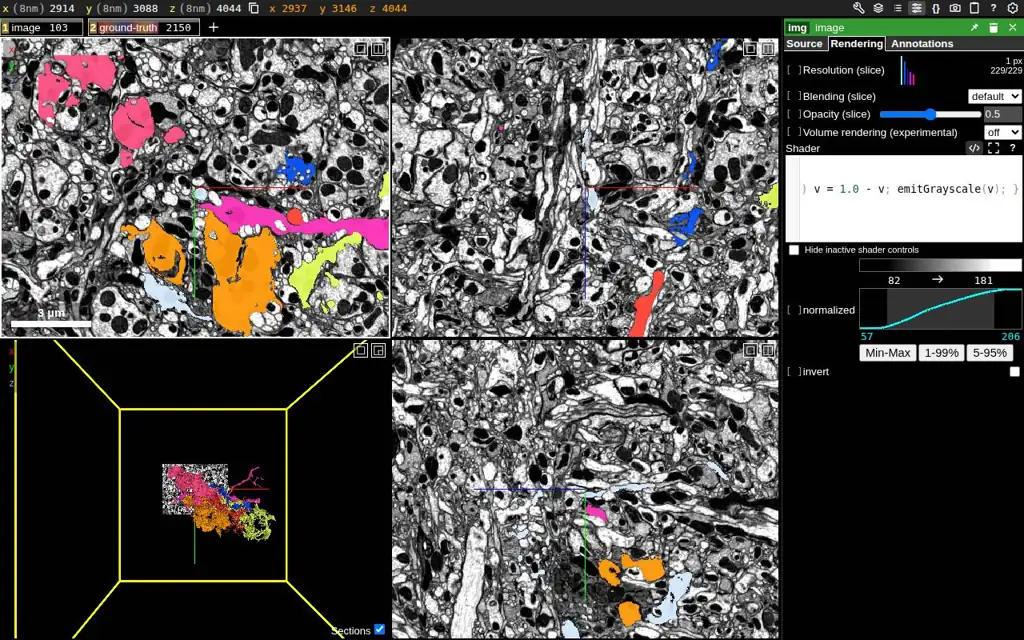 x (8nm) 2914 y (8nm) 3088 z (8nm) 4044 x 2937 y 3146 z 4044
1 image 103 2 ground-truth 2150 +
img image
Source Rendering Annotations
[ ] Resolution (slice) 1 px
229/229
[ ] Blending (slice) default
[ ] Opacity (slice) 0.5
[ ] Volume rendering (experimental) off
Shader </> ?
) v = 1.0 - v; emitGrayscale(v); }
Hide inactive shader controls
82 → 181
[ ] normalized
57 206
Min-Max 1-99% 5-95%
[ ] invert
x
y
3 μm
x
y
z
Sections